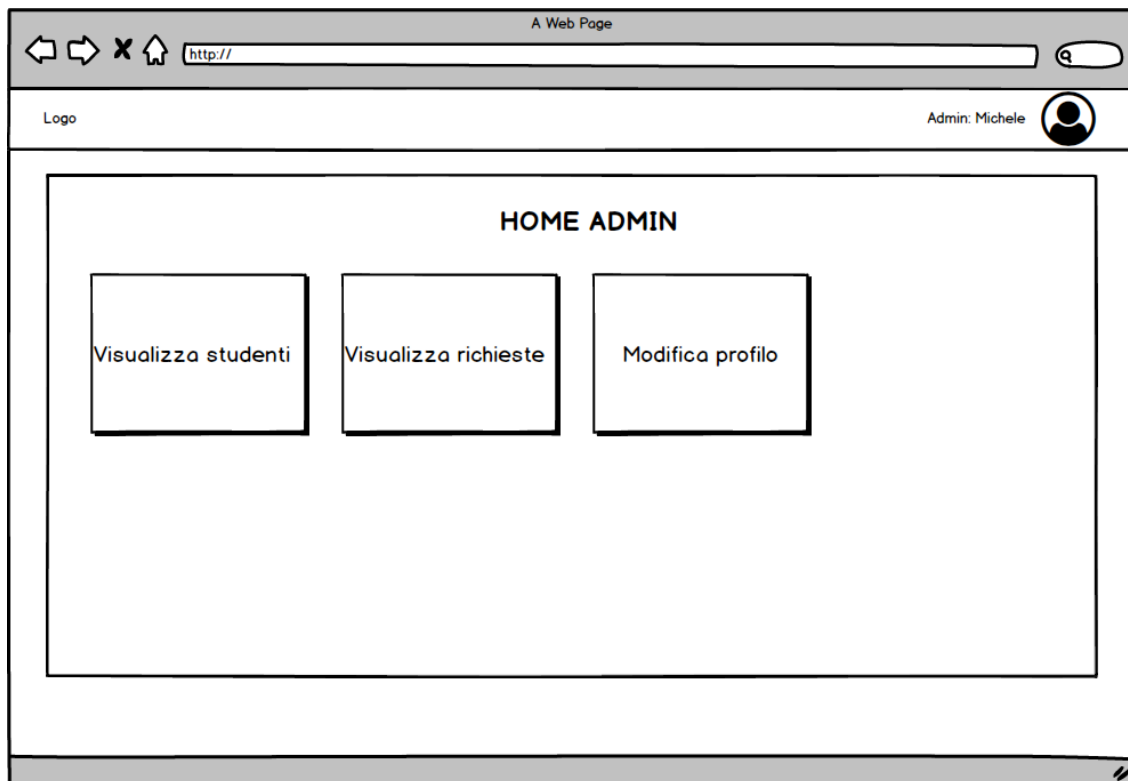 A Web Page
http://
Logo
Admin: Michele
HOME ADMIN
Visualizza studenti
Visualizza richieste
Modifica profilo